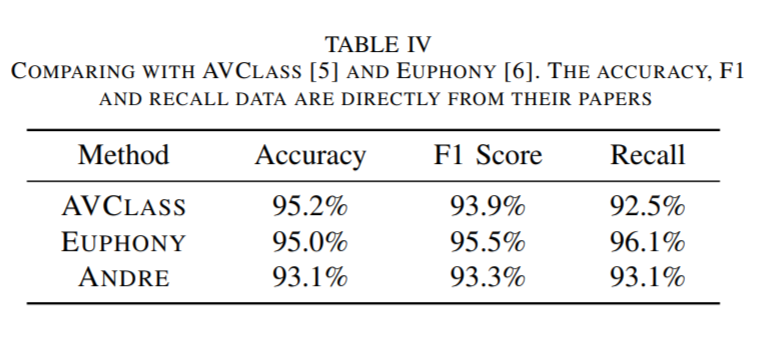 TABLE IV
COMPARING WITH AVCLASS [5] AND EUPHONY [6]. THE ACCURACY, F1
AND RECALL DATA ARE DIRECTLY FROM THEIR PAPERS
Method Accuracy F1 Score Recall
AVCLASS 95.2% 93.9% 92.5%
EUPHONY 95.0% 95.5% 96.1%
ANDRE 93.1% 93.3% 93.1%